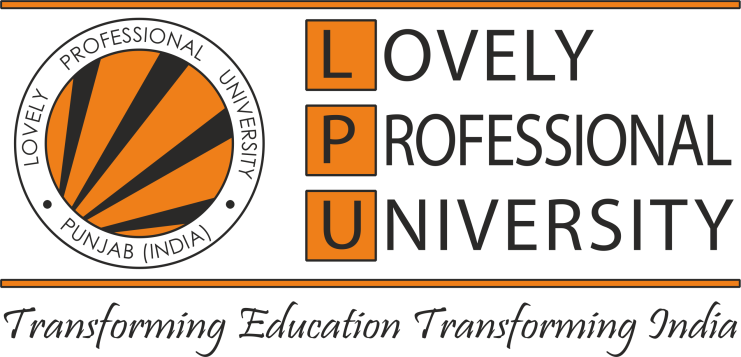 LOVELY PROFESSIONAL UNIVERSITY
• PUNJAB (INDIA) •
LOVELY
PROFESSIONAL
UNIVERSITY
Transforming Education Transforming India